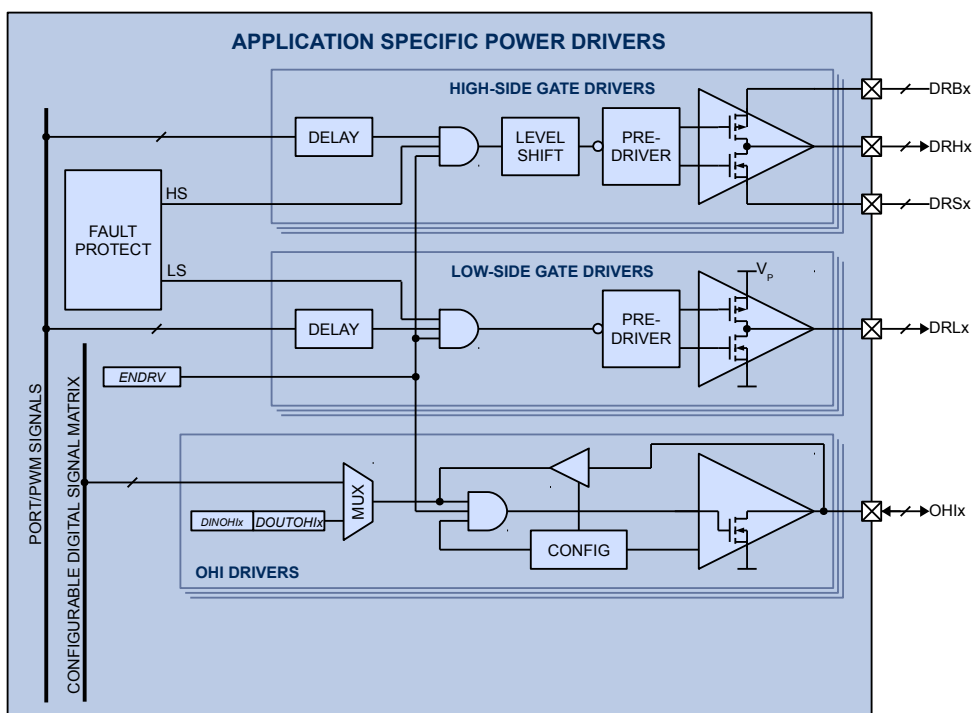 APPLICATION SPECIFIC POWER DRIVERS
HIGH-SIDE GATE DRIVERS
DRBx
DELAY
LEVEL
SHIFT
PRE-
DRIVER
DRHx
HS
DRSx
FAULT
PROTECT
LS
LOW-SIDE GATE DRIVERS
VP
DELAY
PRE-
DRIVER
DRLx
ENDRV
PORT/PWM SIGNALS
CONFIGURABLE DIGITAL SIGNAL MATRIX
MUX
DINOHIx
DOUTOHIx
CONFIG
OHIx
OHI DRIVERS